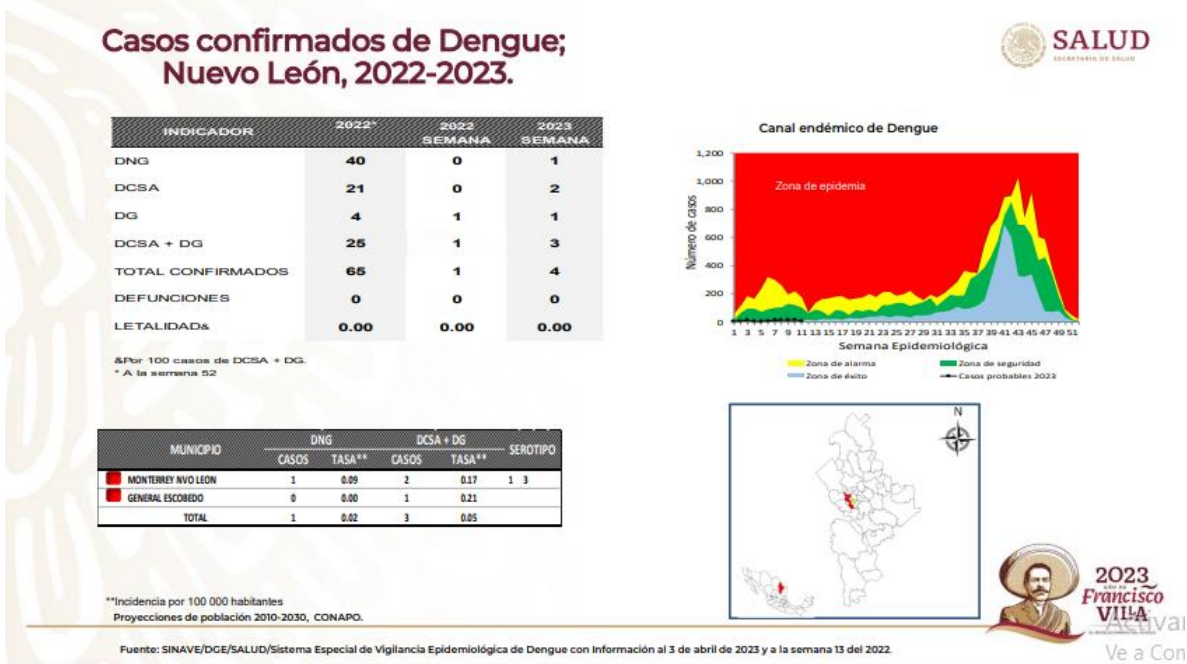 Casos confirmados de Dengue;
Nuevo León, 2022-2023.
SALUD
SECRETARÍA DE SALUD
INDICADOR 2022* 2022 SEMANA 2023 SEMANA
DNG 40 0 1
DCSA 21 0 2
DG 4 1 1
DCSA + DG 25 1 3
TOTAL CONFIRMADOS 65 1 4
DEFUNCIONES 0 0 0
LETALIDAD& 0.00 0.00 0.00
&Por 100 casos de DCSA + DG.
* A la semana 52
Canal endémico de Dengue
Zona de epidemia
Número de casos
1,200
1,000
800
600
400
200
0
1 3 5 7 9 11 13 15 17 19 21 23 25 27 29 31 33 35 37 39 41 43 45 47 49 51
Semana Epidemiológica
Zona de alarma Zona de seguridad
Zona de éxito Casos probables 2023
MUNICIPIO DNG DCSA + DG SEROTIPO
CASOS TASA** CASOS TASA**
MONTERREY NVO LEON 1 0.09 2 0.17 1 3
GENERAL ESCOBEDO 0 0.00 1 0.21
TOTAL 1 0.02 3 0.05
N
**Incidencia por 100 000 habitantes
Proyecciones de población 2010-2030, CONAPO.
2023
AÑO DE
Francisco
VILLA
Activar
Ve a Con
Fuente: SINAVE/DGE/SALUD/Sistema Especial de Vigilancia Epidemiológica de Dengue con Información al 3 de abril de 2023 y a la semana 13 del 2022.